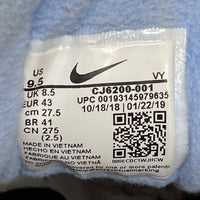 US 9.5
UK 8.5
EUR 43
cm 27.5
BR 41
CN 275
(2.5)
VY
CJ6200-001
UPC 00193145979635
10/18/18 01/22/19
MADE IN VIETNAM
HECHO EN VIETNAM
FABRIQUÉ AU VIETNAM